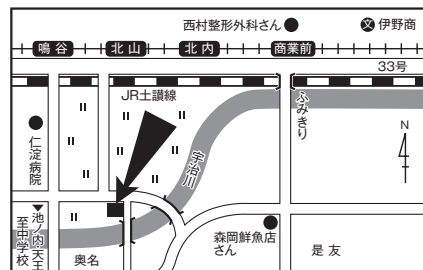 西村整形外科さん
文 伊野商
鳴谷
北山
北内
商業前
33号
JR土讃線
ふみきり
N
仁淀病院
宇治川
池ノ内・天王
至中学校
奥名
森岡鮮魚店
さん
是友